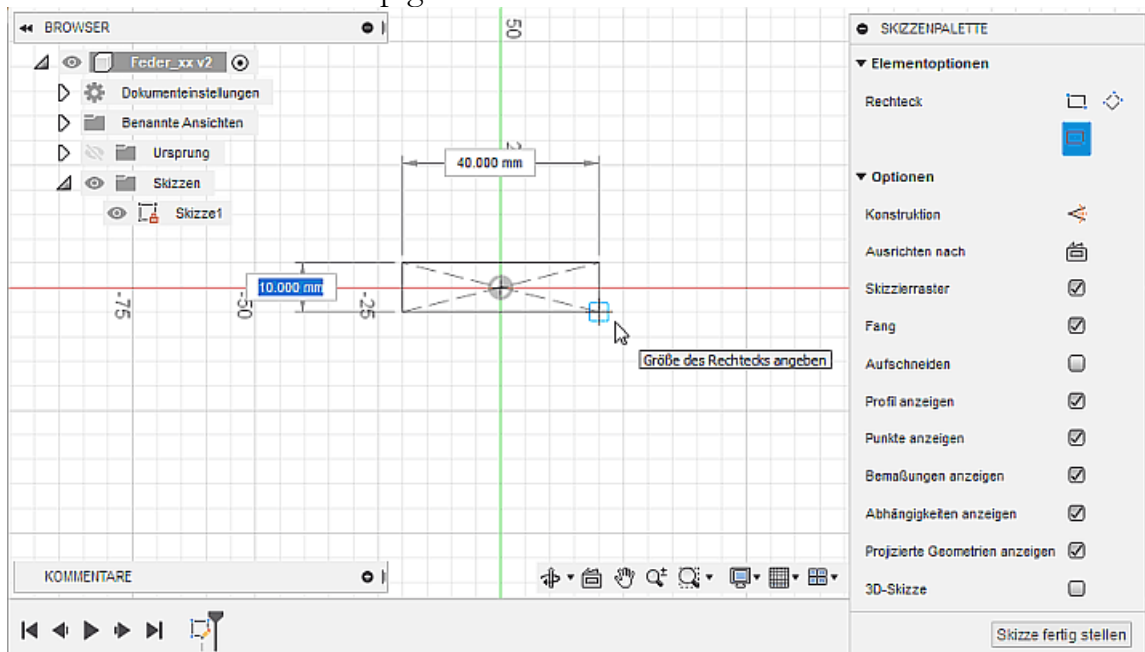 BROWSER
Feder_xx v2
Dokumenteinstellungen
Benannte Ansichten
Ursprung
Skizzen
Skizze1
50
40.000 mm
10.000 mm
-75
-50
-25
Größe des Rechtecks angeben
KOMMENTARE
SKIZZENPALETTE
Elementoptionen
Rechteck
Optionen
Konstruktion
Ausrichten nach
Skizzierraster
Fang
Aufschneiden
Profil anzeigen
Punkte anzeigen
Bemaßungen anzeigen
Abhängigkeiten anzeigen
Projizierte Geometrien anzeigen
3D-Skizze
Skizze fertig stellen